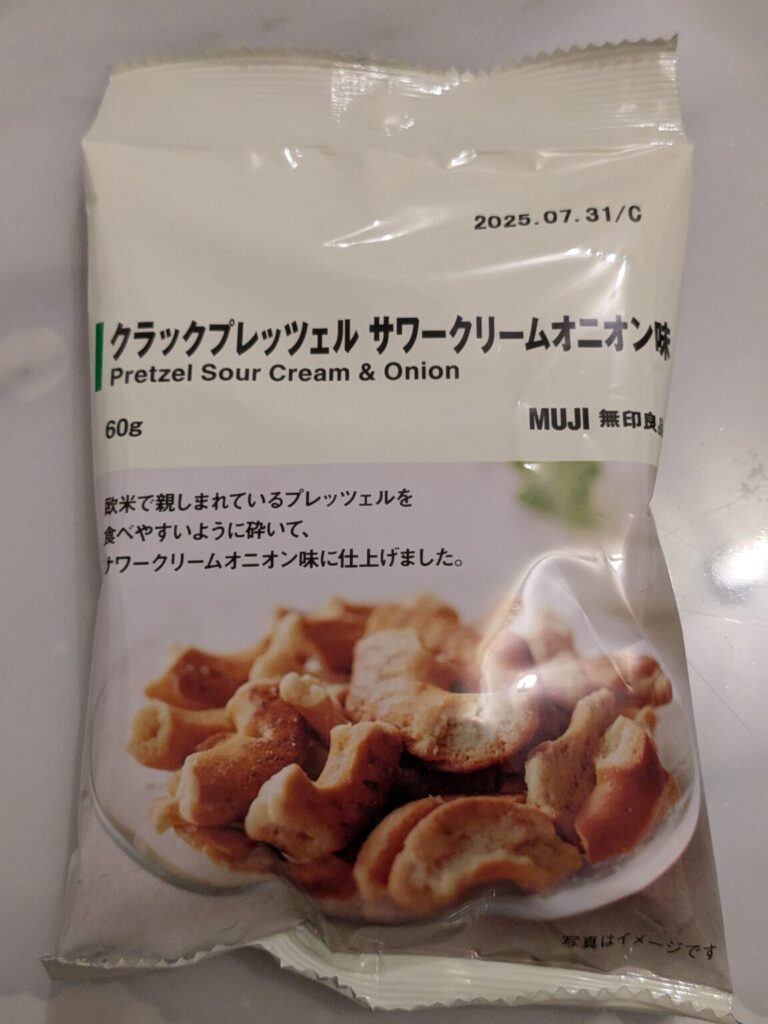 2025.07.31/C
クラックプレッツェル サワークリームオニオン味
Pretzel Sour Cream & Onion
60g
MUJI 無印良品
欧米で親しまれているプレッツェルを
食べやすいように砕いて、
サワークリームオニオン味に仕上げました。
写真はイメージです